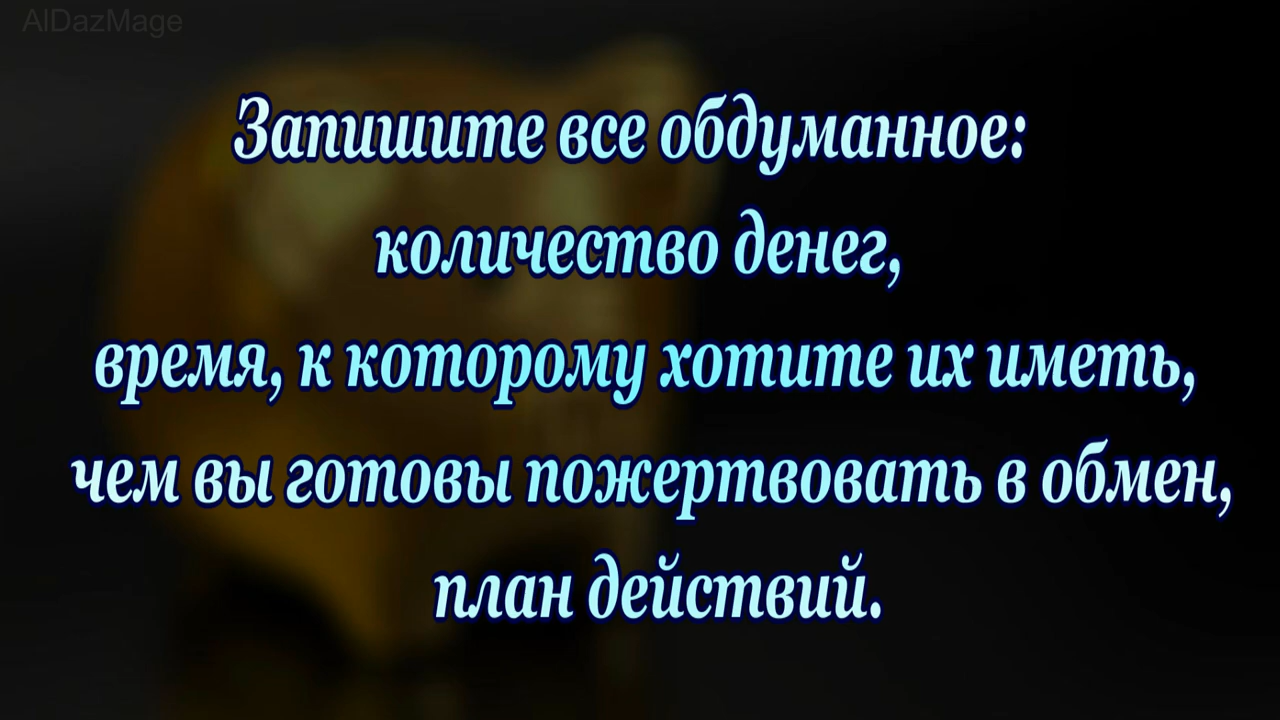 AlDazMage
Запишите все обдуманное:
количество денег,
время, к которому хотите их иметь,
чем вы готовы пожертвовать в обмен,
план действий.